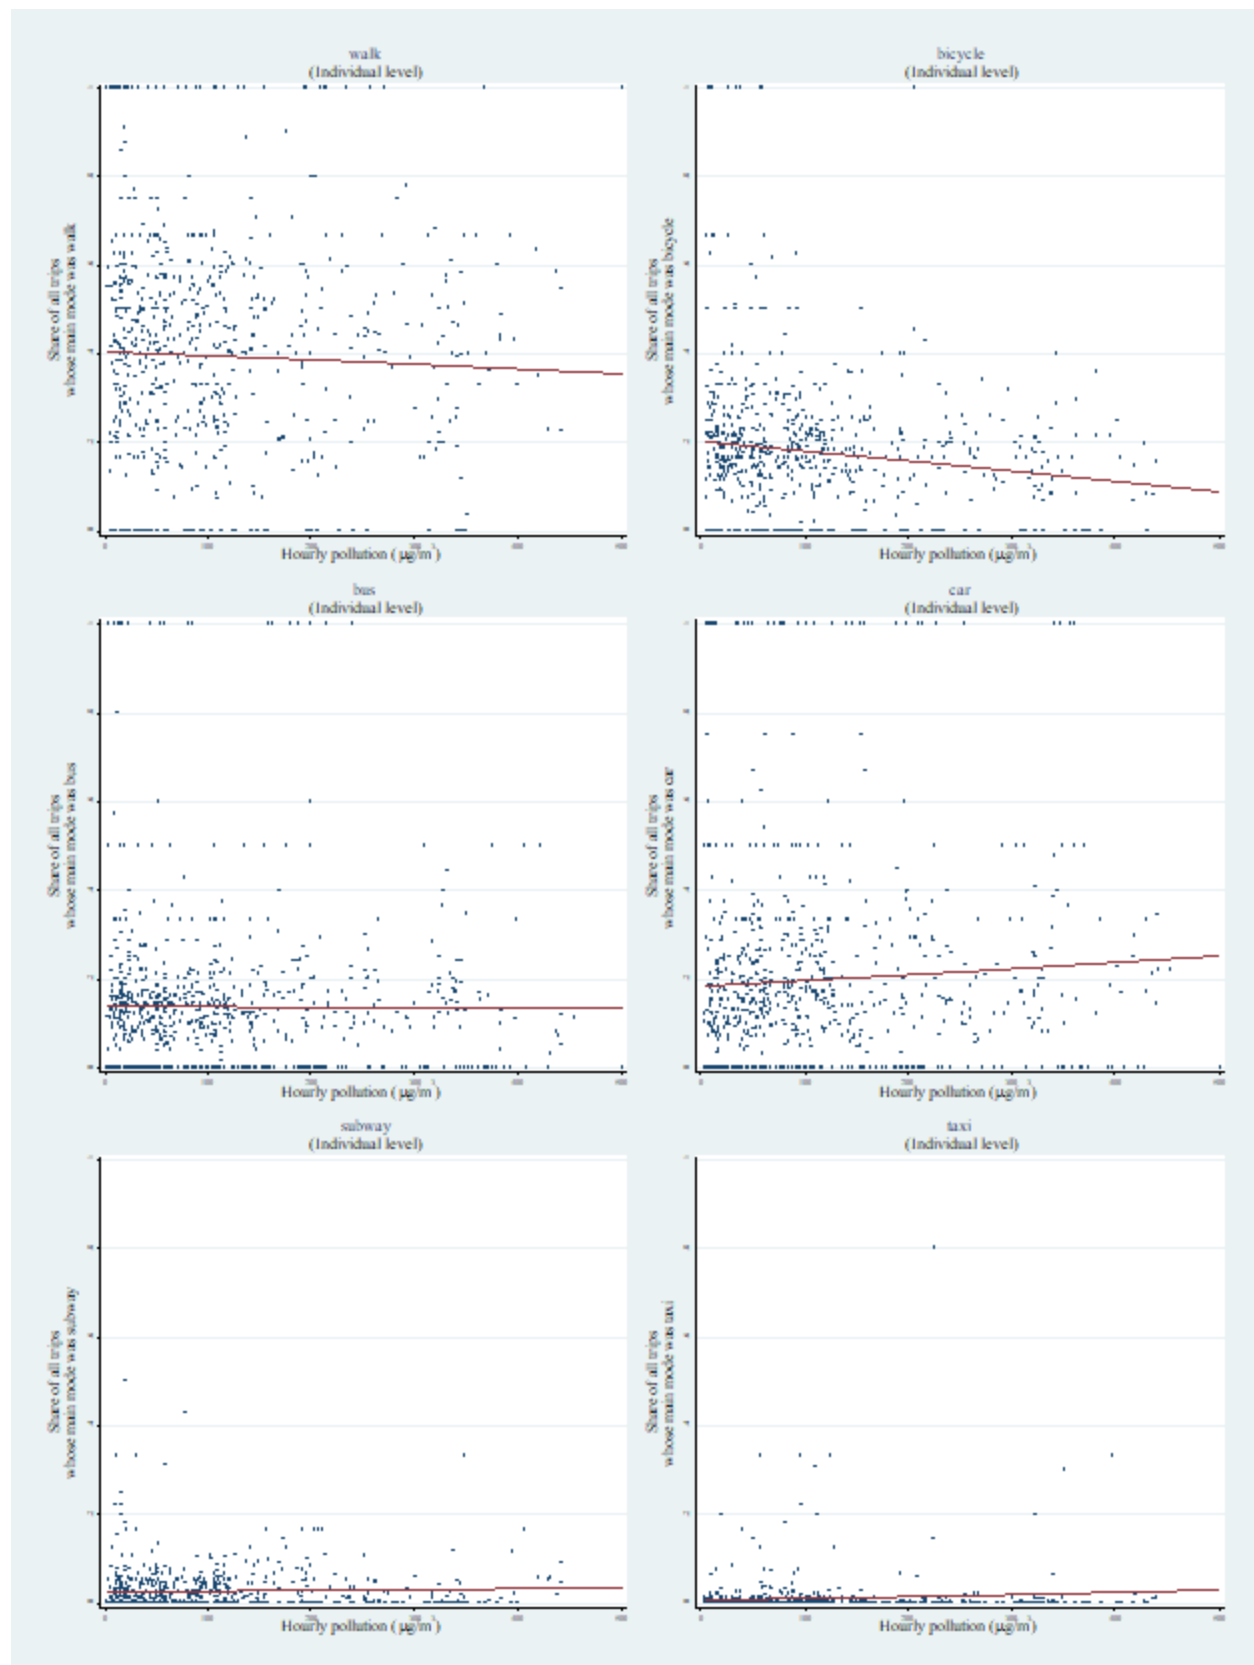 walk
(Individual level)
Share of all trips
whose main mode was walk
Hourly pollution (µg/m³)
bicycle
(Individual level)
Share of all trips
whose main mode was bicycle
Hourly pollution (µg/m³)
bus
(Individual level)
Share of all trips
whose main mode was bus
Hourly pollution (µg/m³)
car
(Individual level)
Share of all trips
whose main mode was car
Hourly pollution (µg/m³)
subway
(Individual level)
Share of all trips
whose main mode was subway
Hourly pollution (µg/m³)
taxi
(Individual level)
Share of all trips
whose main mode was taxi
Hourly pollution (µg/m³)